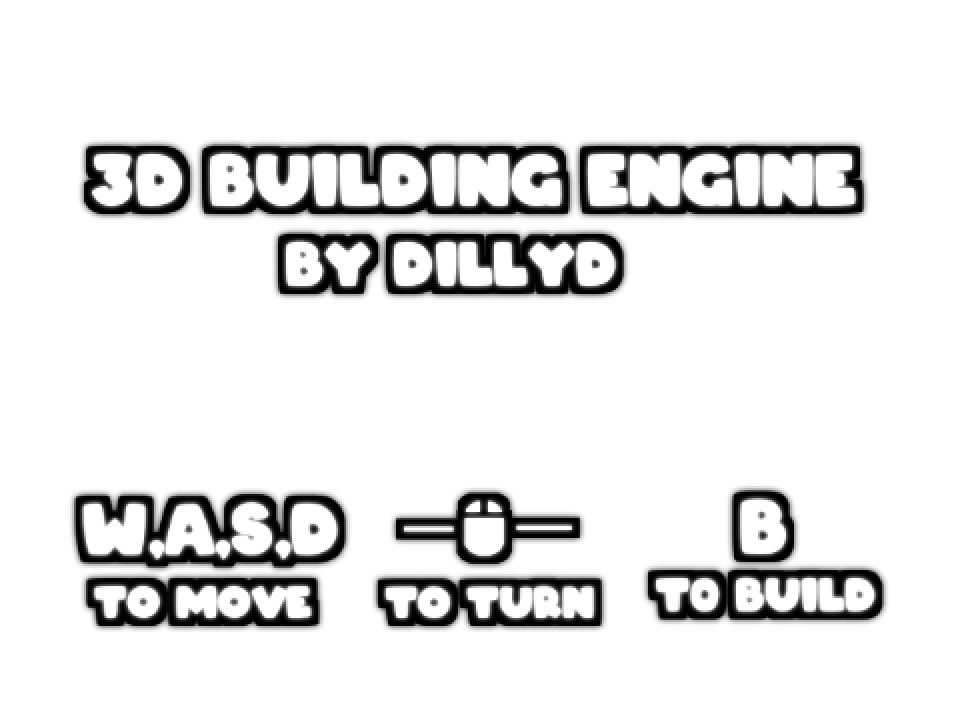 3D BUILDING ENGINE
BY DILLYD
W,A,S,D
TO MOVE
TO TURN
B
TO BUILD